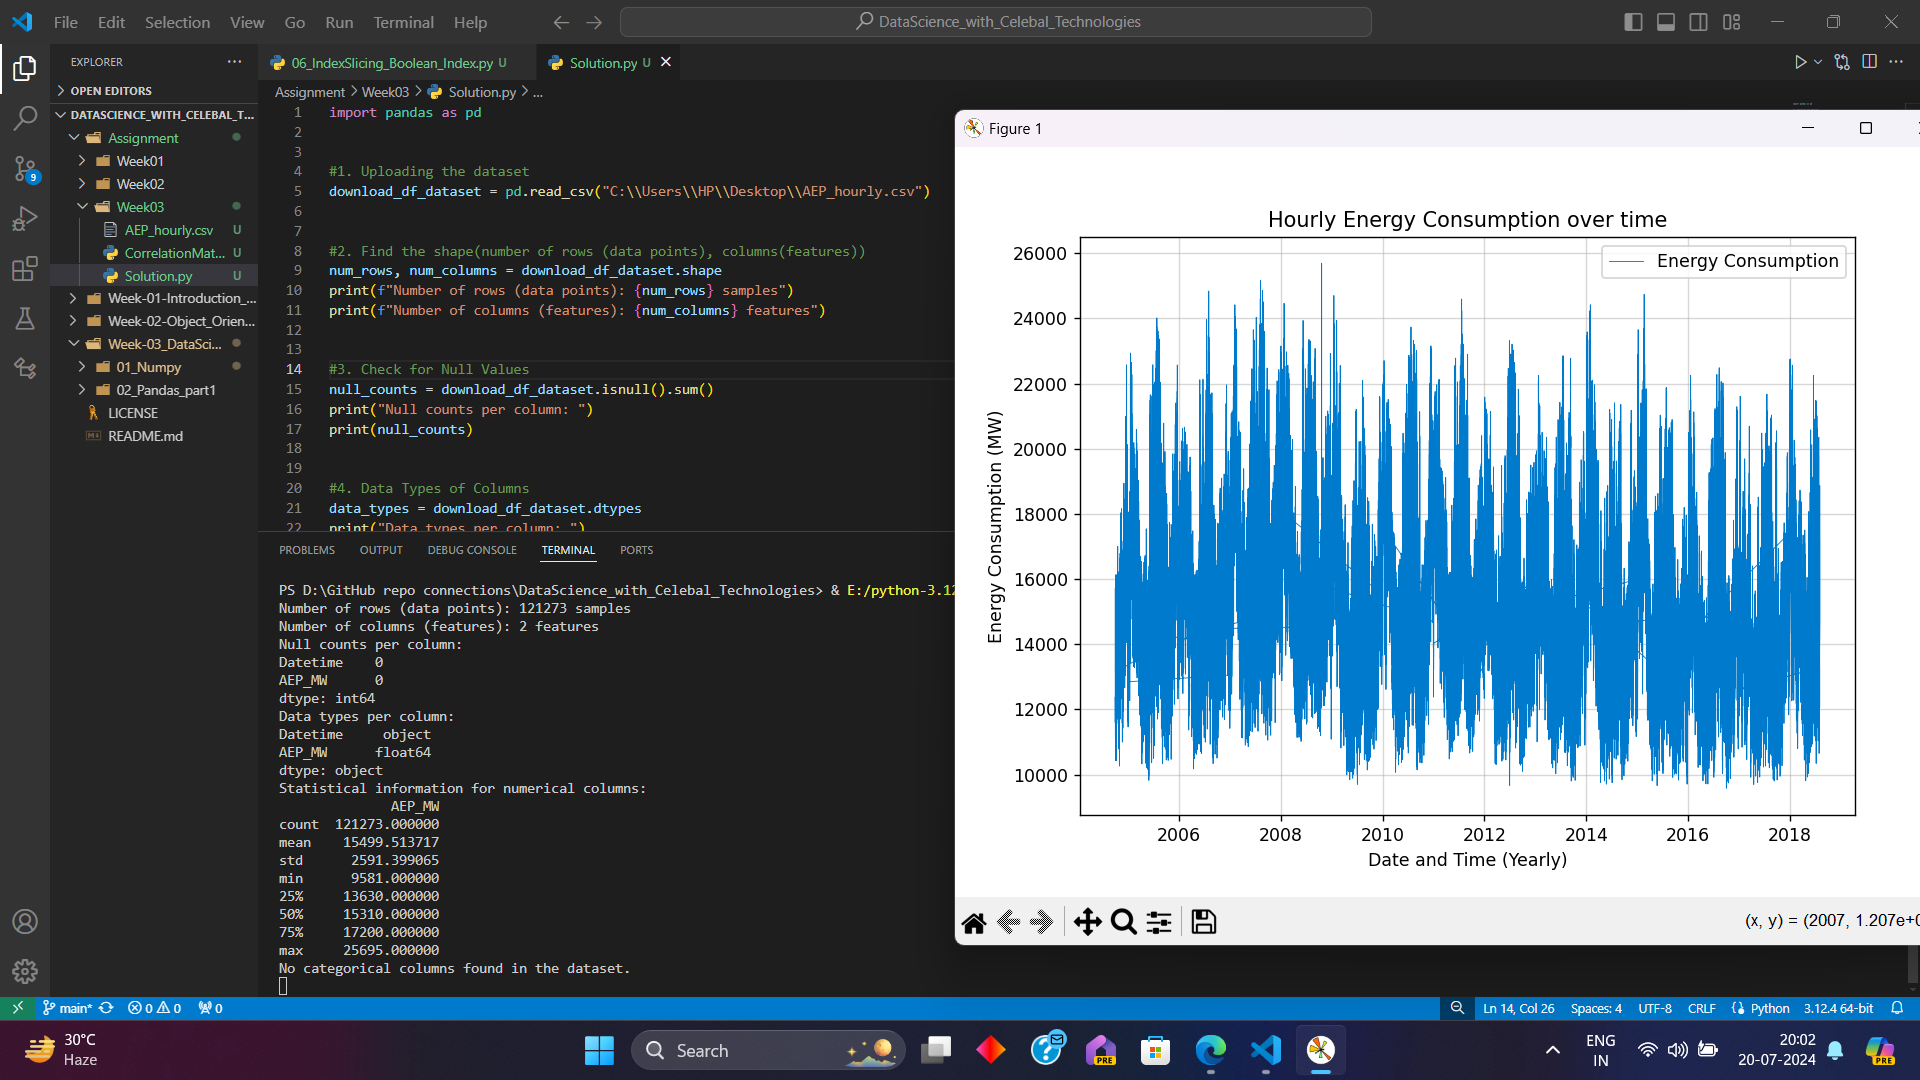 File Edit Selection View Go Run Terminal Help
DataScience_with_Celebal_Technologies
EXPLORER
OPEN EDITORS
DATASCIENCE_WITH_CELEBAL_T...
Assignment
Week01
Week02
Week03
AEP_hourly.csv U
CorrelationMat... U
Solution.py U
Week-01-Introduction_...
Week-02-Object_Orien...
Week-03_DataSci...
01_Numpy
02_Pandas_part1
LICENSE
README.md
9
06_IndexSlicing_Boolean_Index.py U
Solution.py U
Assignment > Week03 > Solution.py > ...
1 import pandas as pd
2
3
4 #1. Uploading the dataset
5 download_df_dataset = pd.read_csv("C:\\Users\\HP\\Desktop\\AEP_hourly.csv")
6
7
8 #2. Find the shape(number of rows (data points), columns(features))
9 num_rows, num_columns = download_df_dataset.shape
10 print(f"Number of rows (data points): {num_rows} samples")
11 print(f"Number of columns (features): {num_columns} features")
12
13
14 #3. Check for Null Values
15 null_counts = download_df_dataset.isnull().sum()
16 print("Null counts per column: ")
17 print(null_counts)
18
19
20 #4. Data Types of Columns
21 data_types = download_df_dataset.dtypes
22 print("Data types per column: ")
PROBLEMS OUTPUT DEBUG CONSOLE TERMINAL PORTS
PS D:\GitHub repo connections\DataScience_with_Celebal_Technologies> & E:/python-3.12
Number of rows (data points): 121273 samples
Number of columns (features): 2 features
Null counts per column:
Datetime 0
AEP_MW 0
dtype: int64
Data types per column:
Datetime object
AEP_MW float64
dtype: object
Statistical information for numerical columns:
AEP_MW
count 121273.000000
mean 15499.513717
std 2591.399065
min 9581.000000
25% 13630.000000
50% 15310.000000
75% 17200.000000
max 25695.000000
No categorical columns found in the dataset.
Figure 1
Hourly Energy Consumption over time
Energy Consumption
Energy Consumption (MW)
26000
24000
22000
20000
18000
16000
14000
12000
10000
2006 2008 2010 2012 2014 2016 2018
Date and Time (Yearly)
(x, y) = (2007, 1.207e+0
main* 0 0 0
Ln 14, Col 26 Spaces: 4 UTF-8 CRLF Python 3.12.4 64-bit
30°C
Haze
Search
PRE
ENG
IN
20:02
20-07-2024
PRE